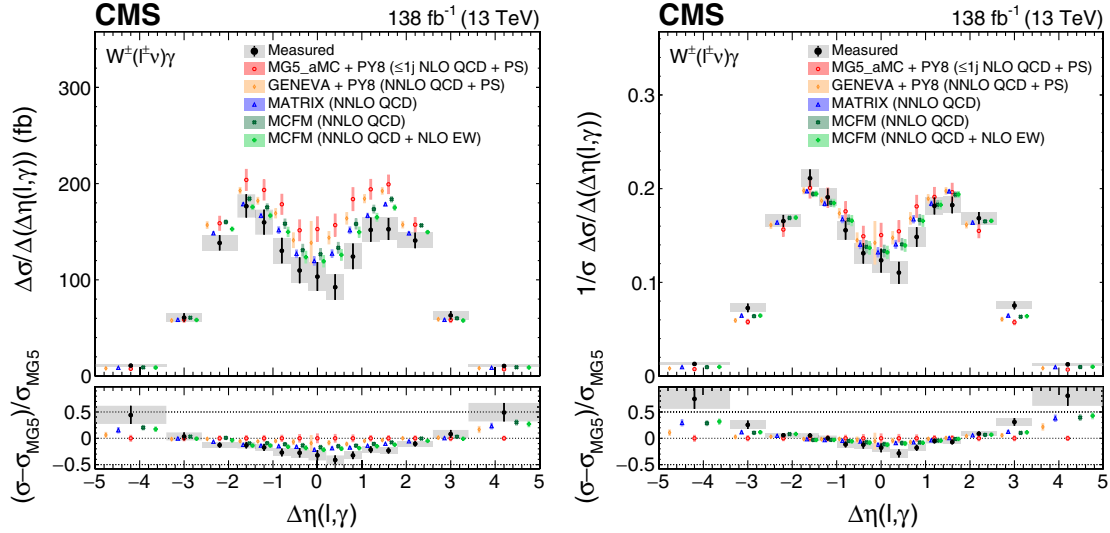 CMS 138 fb⁻¹ (13 TeV)
W±(l±ν)γ
Measured
MG5_aMC + PY8 (≤1j NLO QCD + PS)
GENEVA + PY8 (NNLO QCD + PS)
MATRIX (NNLO QCD)
MCFM (NNLO QCD)
MCFM (NNLO QCD + NLO EW)
Δσ/Δ(Δη(l,γ)) (fb)
300
200
100
(σ−σMG5)/σMG5
0.5
0
−0.5
−5 −4 −3 −2 −1 0 1 2 3 4 5
Δη(l,γ)
CMS 138 fb⁻¹ (13 TeV)
W±(l±ν)γ
Measured
MG5_aMC + PY8 (≤1j NLO QCD + PS)
GENEVA + PY8 (NNLO QCD + PS)
MATRIX (NNLO QCD)
MCFM (NNLO QCD)
MCFM (NNLO QCD + NLO EW)
1/σ Δσ/Δ(Δη(l,γ))
0.3
0.2
0.1
0
(σ−σMG5)/σMG5
0.5
0
−0.5
−5 −4 −3 −2 −1 0 1 2 3 4 5
Δη(l,γ)